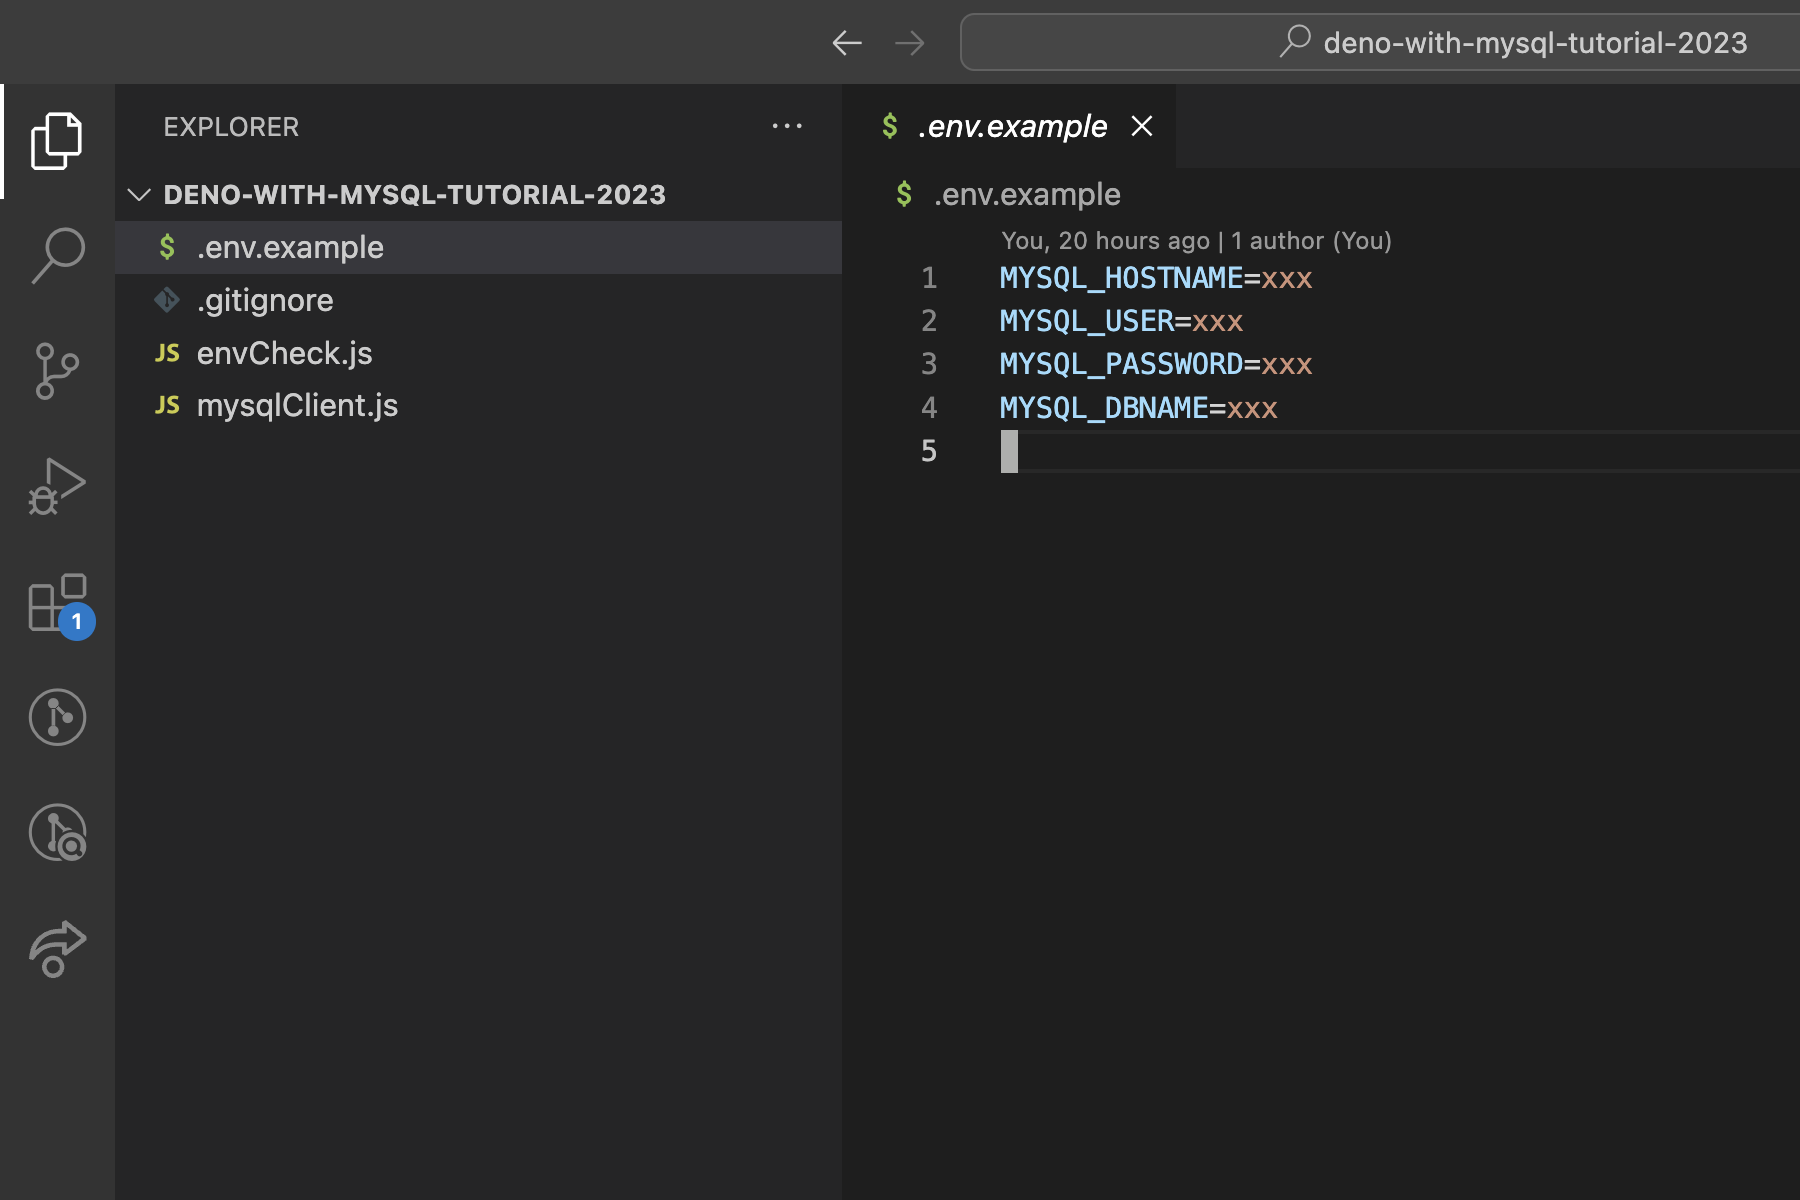 deno-with-mysql-tutorial-2023
EXPLORER
DENO-WITH-MYSQL-TUTORIAL-2023
$ .env.example
.gitignore
JS envCheck.js
JS mysqlClient.js
1
$ .env.example
$ .env.example
You, 20 hours ago | 1 author (You)
1 MYSQL_HOSTNAME=xxx
2 MYSQL_USER=xxx
3 MYSQL_PASSWORD=xxx
4 MYSQL_DBNAME=xxx
5